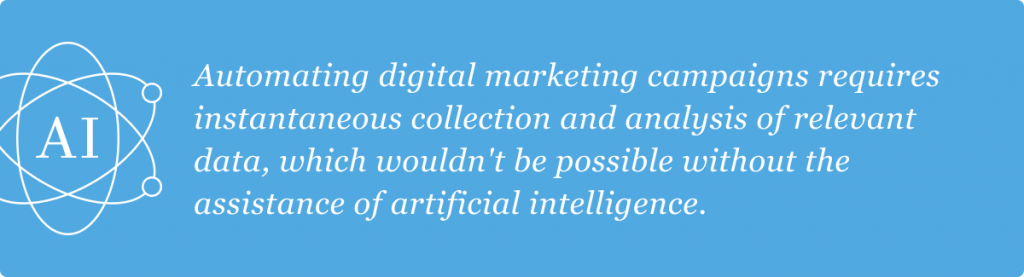 AI
Automating digital marketing campaigns requires
instantaneous collection and analysis of relevant
data, which wouldn't be possible without the
assistance of artificial intelligence.